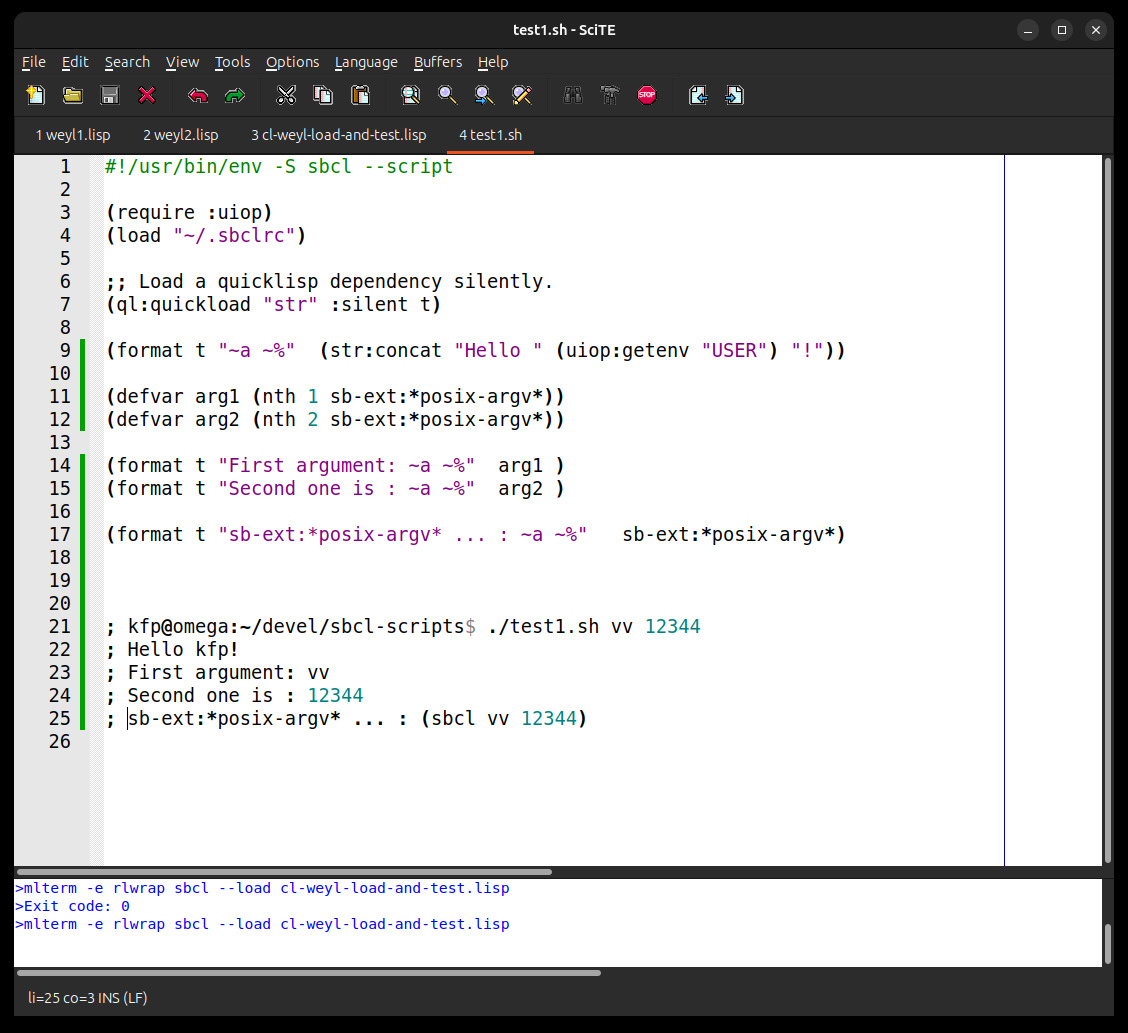 test1.sh - SciTE
File Edit Search View Tools Options Language Buffers Help
STOP
1 weyl1.lisp 2 weyl2.lisp 3 cl-weyl-load-and-test.lisp 4 test1.sh
1 #!/usr/bin/env -S sbcl --script
2
3 (require :uiop)
4 (load "~/.sbclrc")
5
6 ;; Load a quicklisp dependency silently.
7 (ql:quickload "str" :silent t)
8
9 (format t "~a ~%"  (str:concat "Hello " (uiop:getenv "USER") "!"))
10
11 (defvar arg1 (nth 1 sb-ext:*posix-argv*))
12 (defvar arg2 (nth 2 sb-ext:*posix-argv*))
13
14 (format t "First argument: ~a ~%"  arg1 )
15 (format t "Second one is : ~a ~%"  arg2 )
16
17 (format t "sb-ext:*posix-argv* ... : ~a ~%"   sb-ext:*posix-argv*)
18
19
20
21 ; kfp@omega:~/devel/sbcl-scripts$ ./test1.sh vv 12344
22 ; Hello kfp!
23 ; First argument: vv
24 ; Second one is : 12344
25 ; sb-ext:*posix-argv* ... : (sbcl vv 12344)
26
>mlterm -e rlwrap sbcl --load cl-weyl-load-and-test.lisp
>Exit code: 0
>mlterm -e rlwrap sbcl --load cl-weyl-load-and-test.lisp
li=25 co=3 INS (LF)